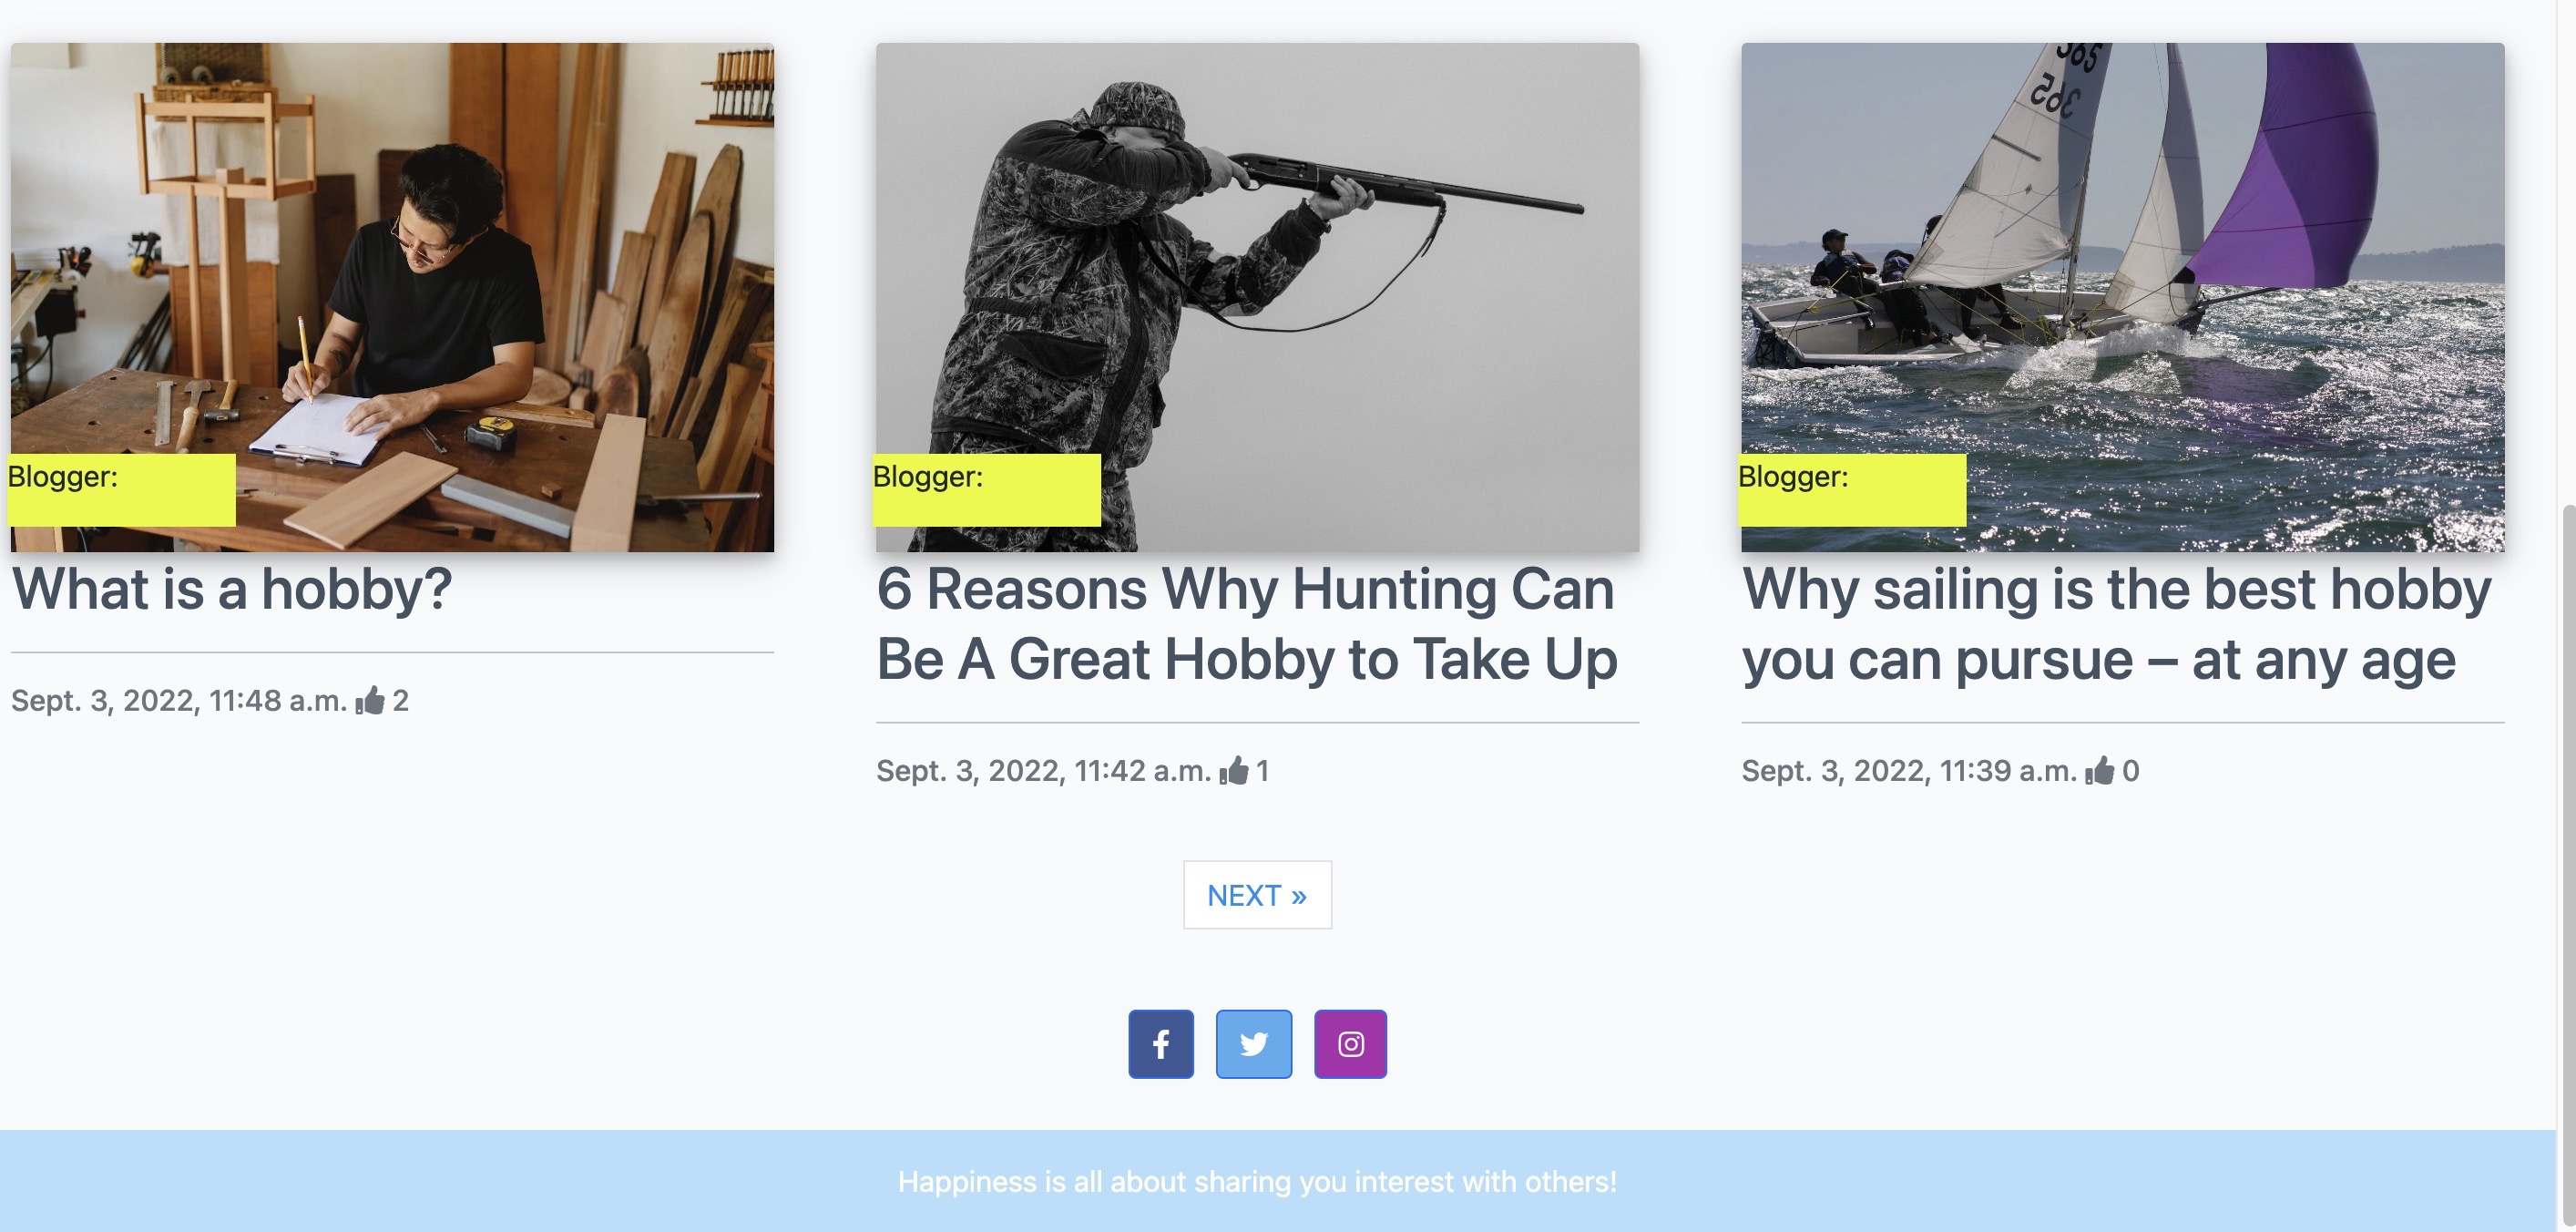 365
365
Blogger:
Blogger:
Blogger:
What is a hobby?
6 Reasons Why Hunting Can
Be A Great Hobby to Take Up
Why sailing is the best hobby
you can pursue – at any age
Sept. 3, 2022, 11:48 a.m. 2
Sept. 3, 2022, 11:42 a.m. 1
Sept. 3, 2022, 11:39 a.m. 0
NEXT »
Happiness is all about sharing you interest with others!